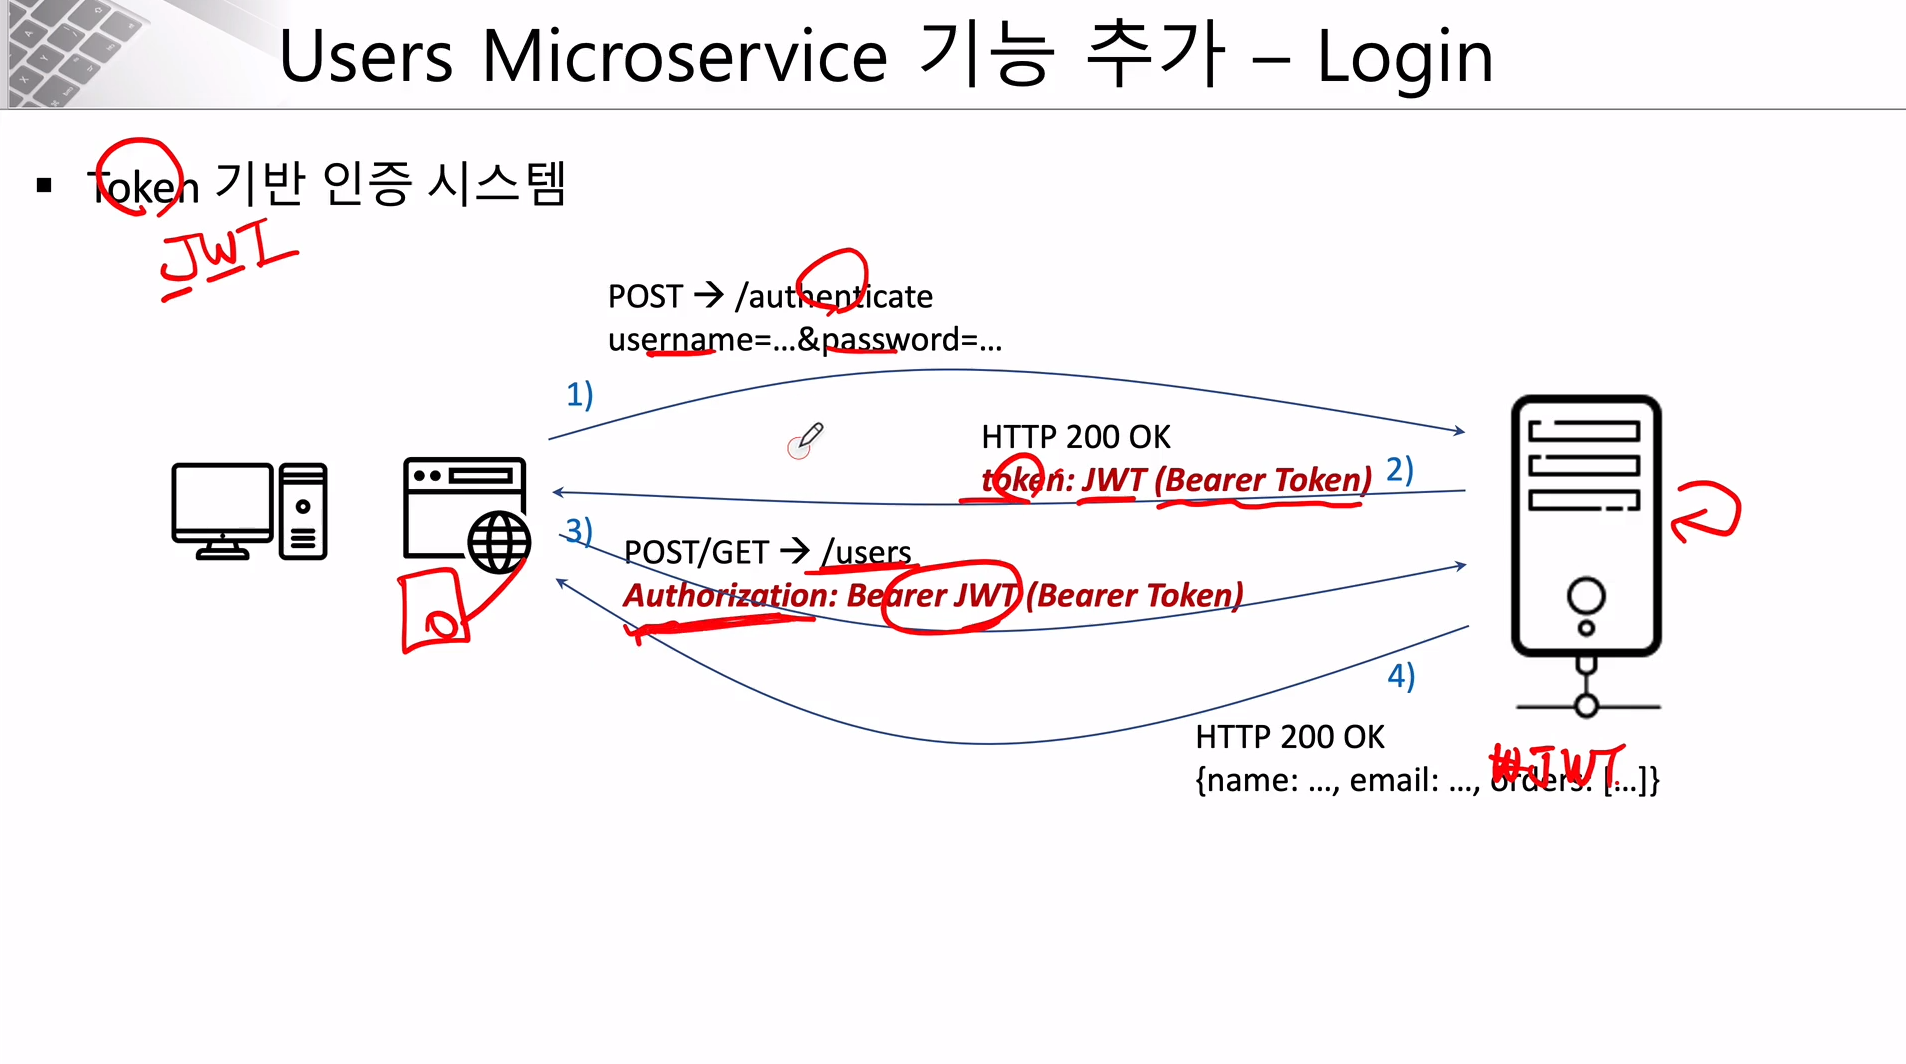 Users Microservice 기능 추가 – Login
▪ Token 기반 인증 시스템
JWT
POST → /authenticate
username=…&password=…
1)
HTTP 200 OK
token: JWT (Bearer Token)
2)
3)
POST/GET → /users
Authorization: Bearer JWT (Bearer Token)
4)
HTTP 200 OK
JWT
{name: …, email: …, orders: […]}